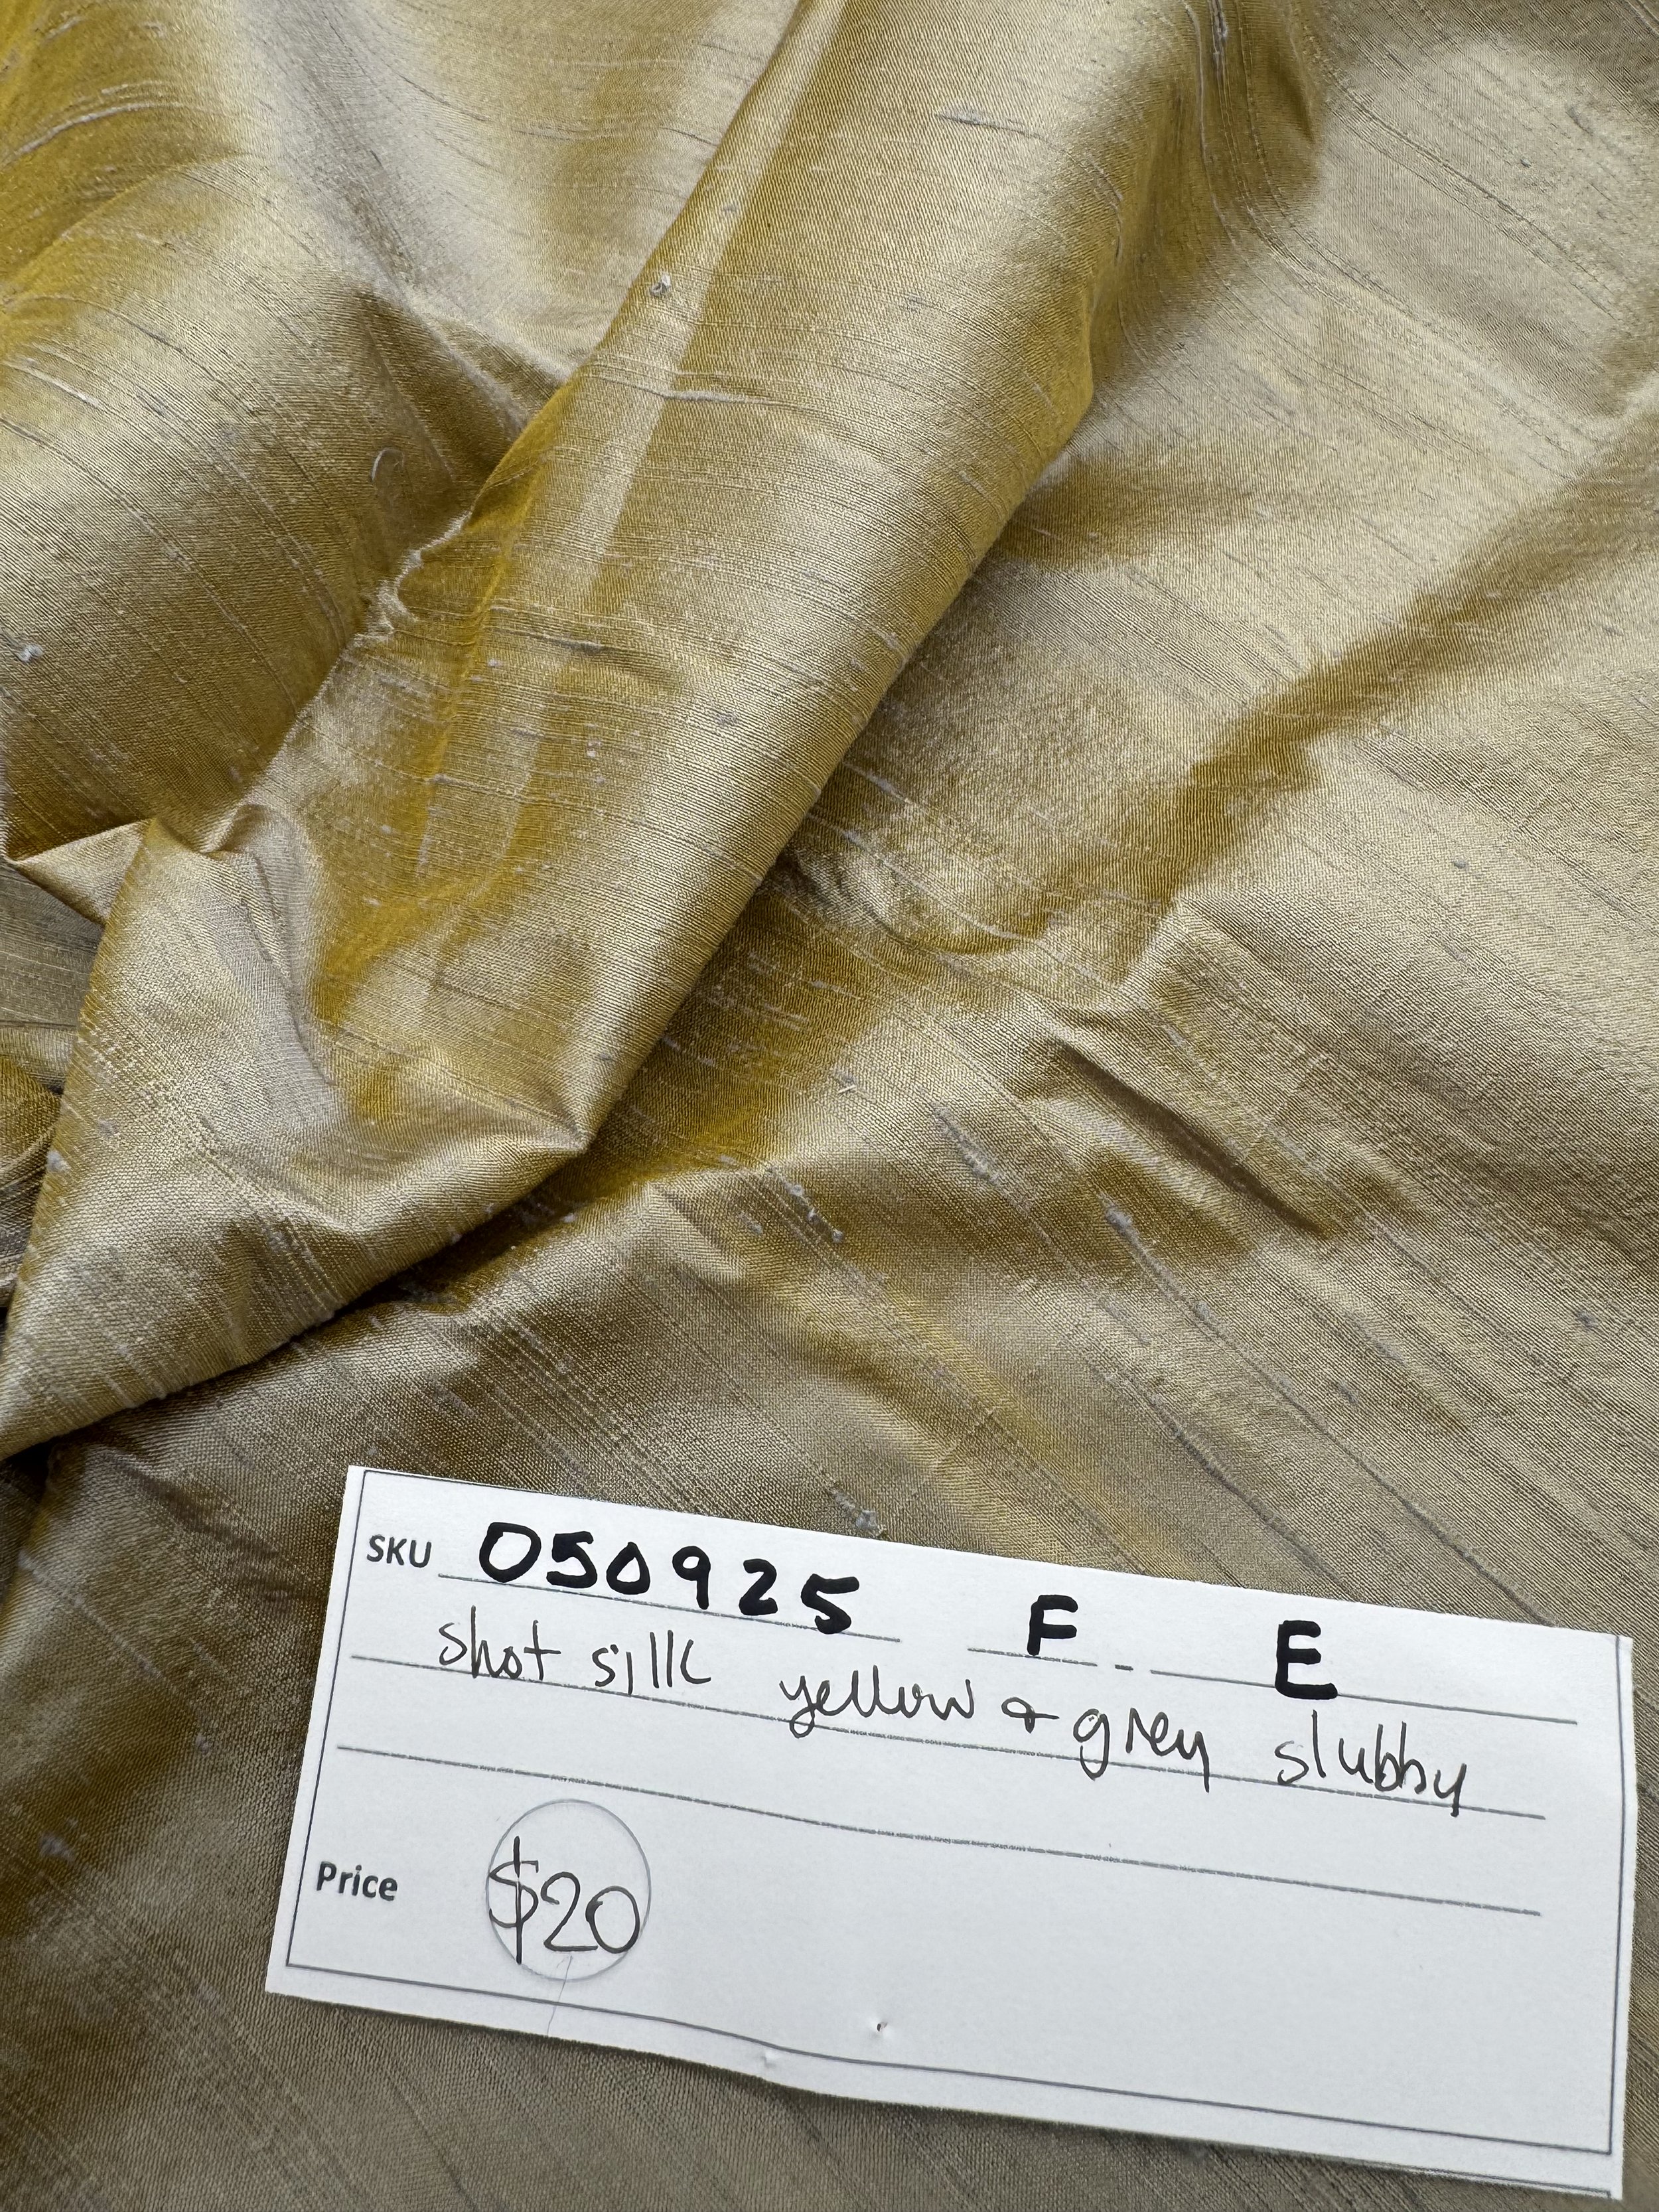 SKU 050925 F - E
shot silk yellow & grey slubby
Price $20